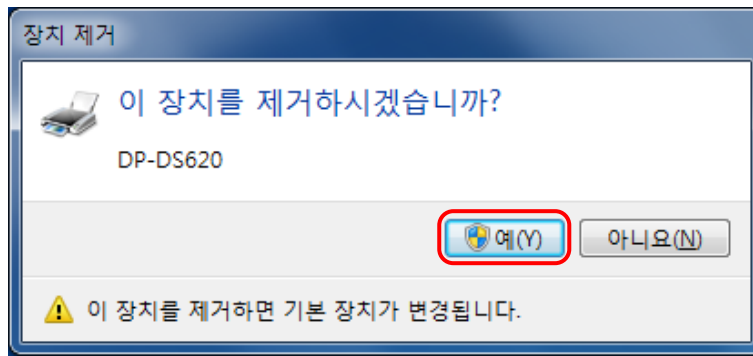 장치 제거
이 장치를 제거하시겠습니까?
DP-DS620
예(Y)
아니요(N)
이 장치를 제거하면 기본 장치가 변경됩니다.